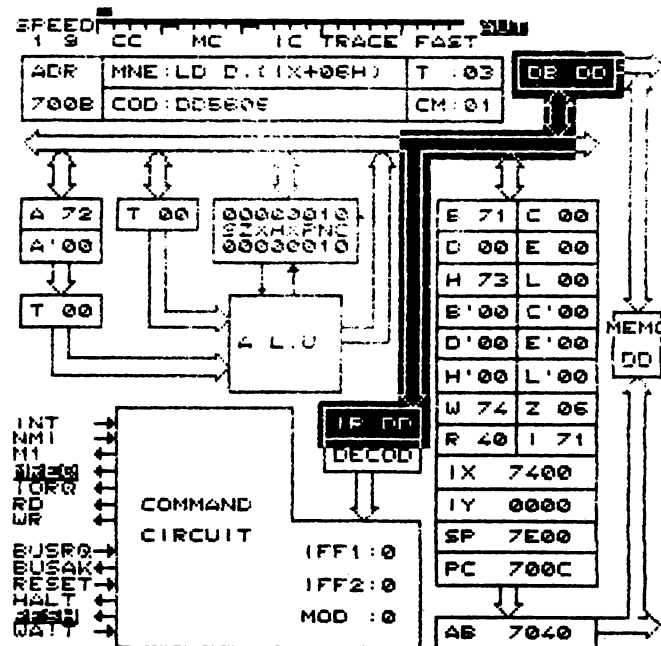 SPEED
1 9 CC MC IC TRACE FAST
ADR MNE:LD D.(IX+06H) T :03
700B COD:DD5606 CM:01
DB DD
A 72
A'00
T 00
T 00
00000010
SZXHXPNC
00000010
A L.U
B 71 C 00
D 00 E 00
H 73 L 00
B'00 C'00
D'00 E'00
H'00 L'00
W 74 Z 06
R 40 I 71
IX 7400
IY 0000
SP 7E00
PC 700C
AB 7040
MEMO
DD
IR DD
DECOD
INT
NMI
M1
IORQ
RD
WR
BUSRQ
BUSAK
RESET
HALT
WAIT
COMMAND
CIRCUIT
IFF1:0
IFF2:0
MOD :0